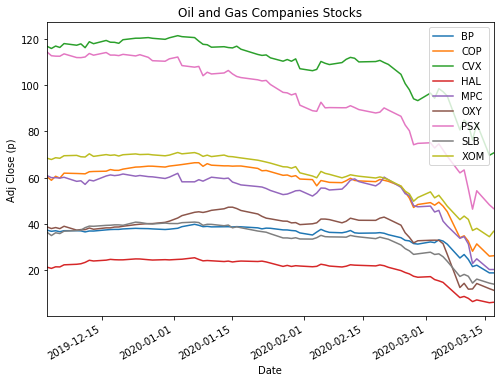 Oil and Gas Companies Stocks
Adj Close (p)
120
100
80
60
40
20
BP
COP
CVX
HAL
MPC
OXY
PSX
SLB
XOM
2019-12-15
2020-01-01
2020-01-15
2020-02-01
2020-02-15
2020-03-01
2020-03-15
Date